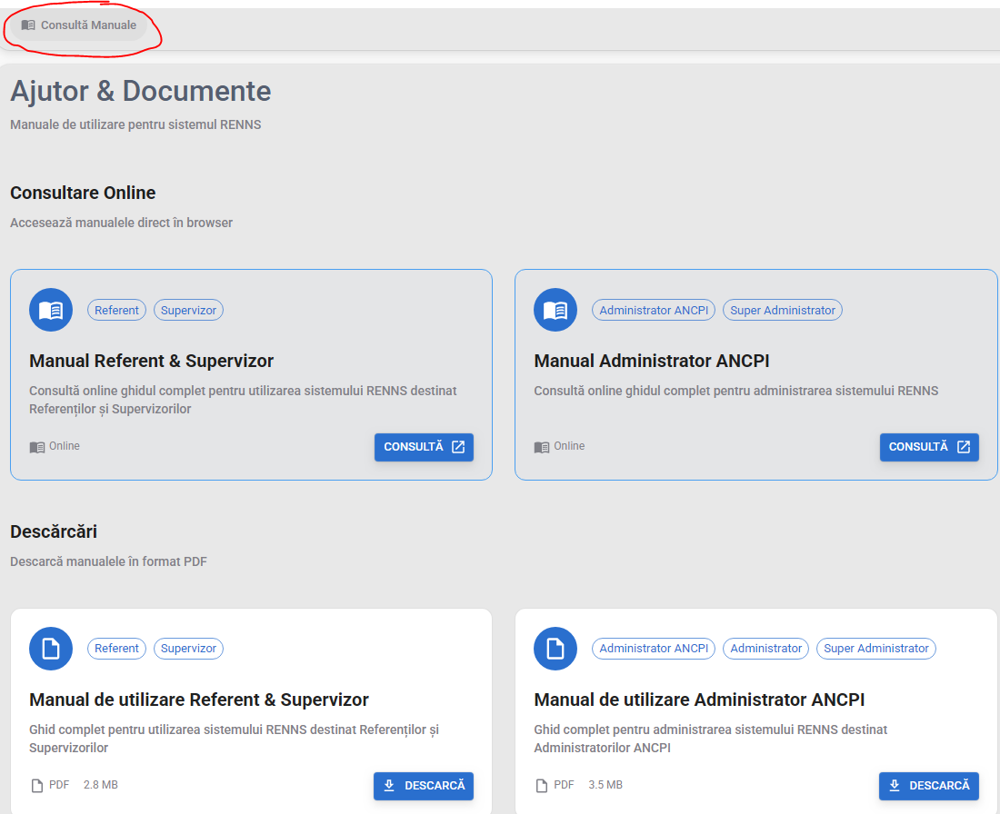 Consultă Manuale
Ajutor & Documente
Manuale de utilizare pentru sistemul RENNS
Consultare Online
Accesează manualele direct în browser
Referent Supervizor
Manual Referent & Supervizor
Consultă online ghidul complet pentru utilizarea sistemului RENNS destinat
Referenților și Supervizorilor
Online CONSULTĂ
Administrator ANCPI Super Administrator
Manual Administrator ANCPI
Consultă online ghidul complet pentru administrarea sistemului RENNS
Online CONSULTĂ
Descărcări
Descarcă manualele în format PDF
Referent Supervizor
Manual de utilizare Referent & Supervizor
Ghid complet pentru utilizarea sistemului RENNS destinat Referenților și
Supervizorilor
PDF 2.8 MB DESCARCĂ
Administrator ANCPI Administrator Super Administrator
Manual de utilizare Administrator ANCPI
Ghid complet pentru administrarea sistemului RENNS destinat
Administratorilor ANCPI
PDF 3.5 MB DESCARCĂ